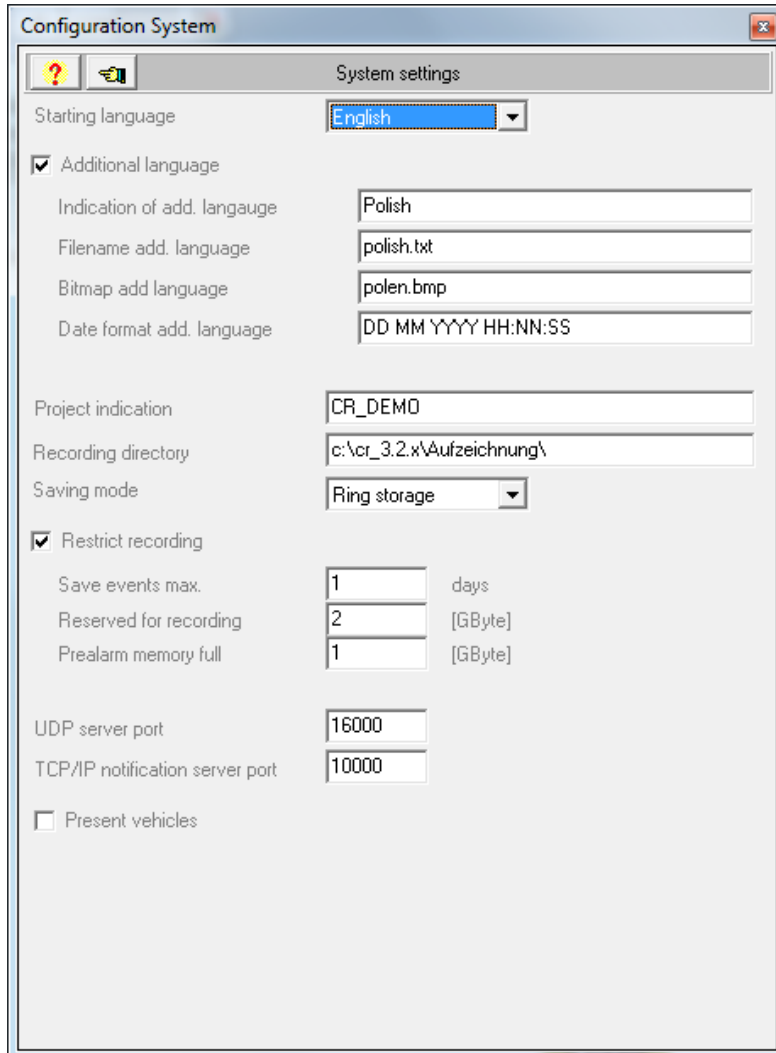 Configuration System
? System settings
Starting language English
Additional language
Indication of add. langauge Polish
Filename add. language polish.txt
Bitmap add language polen.bmp
Date format add. language DD MM YYYY HH:NN:SS
Project indication CR_DEMO
Recording directory c:\cr_3.2.x\Aufzeichnung\
Saving mode Ring storage
Restrict recording
Save events max. 1 days
Reserved for recording 2 [GByte]
Prealarm memory full 1 [GByte]
UDP server port 16000
TCP/IP notification server port 10000
Present vehicles